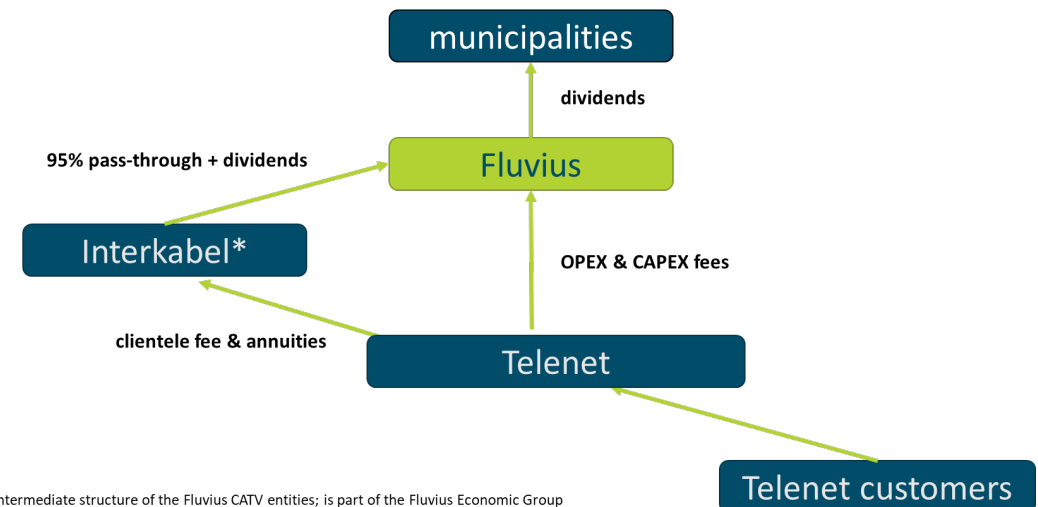 municipalities
dividends
95% pass-through + dividends
Fluvius
Interkabel*
OPEX & CAPEX fees
clientele fee & annuities
Telenet
Telenet customers
ntermediate structure of the Fluvius CATV entities; is part of the Fluvius Economic Group